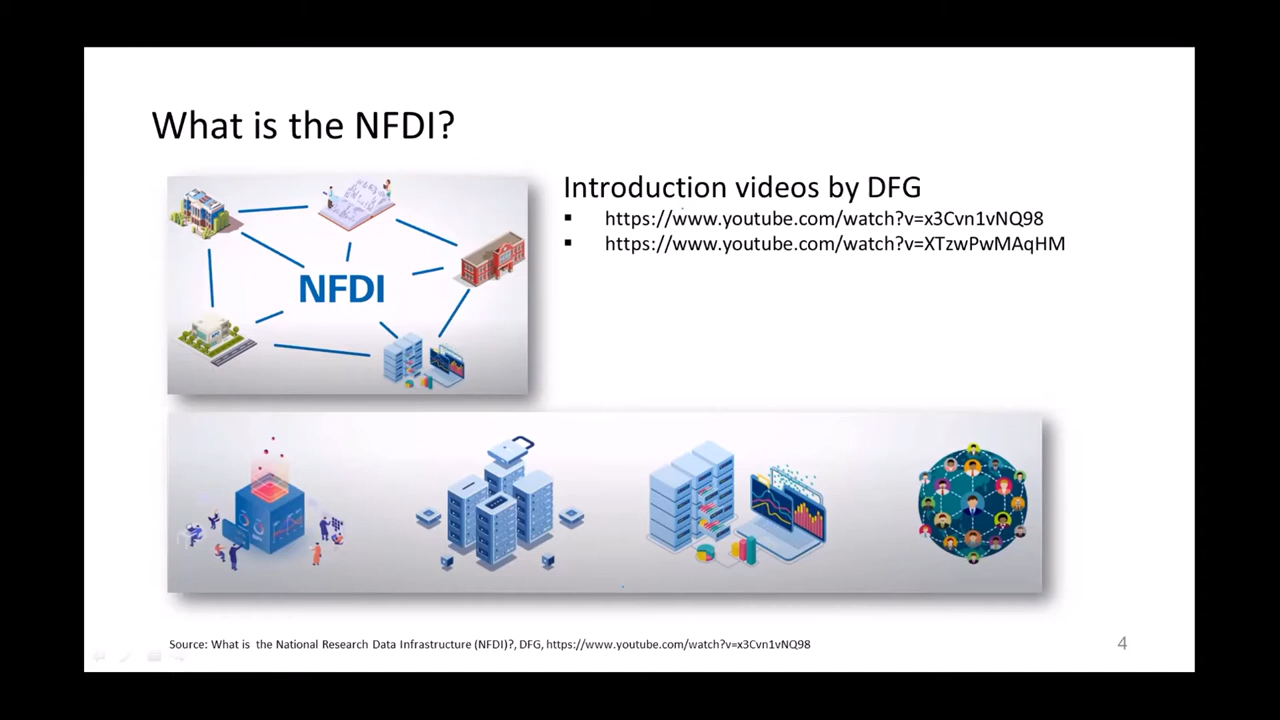 What is the NFDI?
NFDI
Introduction videos by DFG
▪ https://www.youtube.com/watch?v=x3Cvn1vNQ98
▪ https://www.youtube.com/watch?v=XTzwPwMAqHM
Source: What is the National Research Data Infrastructure (NFDI)?, DFG, https://www.youtube.com/watch?v=x3Cvn1vNQ98
4